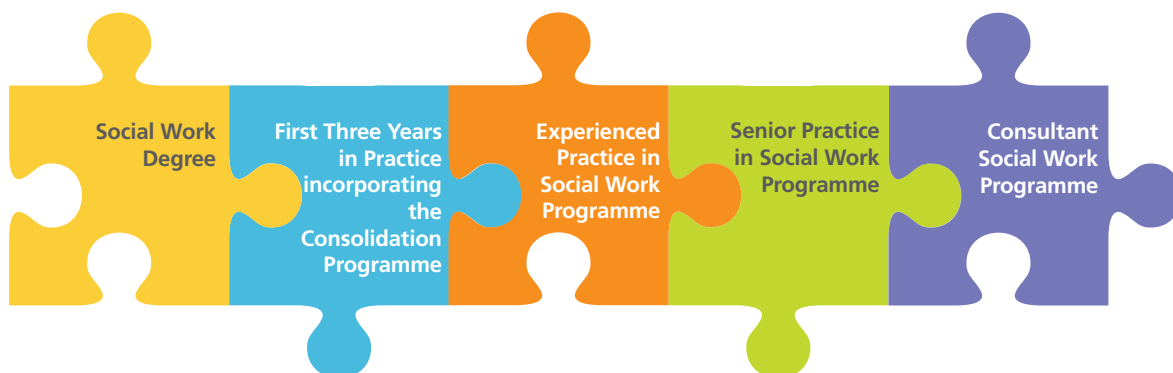 Social Work
Degree
First Three Years
in Practice
incorporating
the
Consolidation
Programme
Experienced
Practice in
Social Work
Programme
Senior Practice
in Social Work
Programme
Consultant
Social Work
Programme